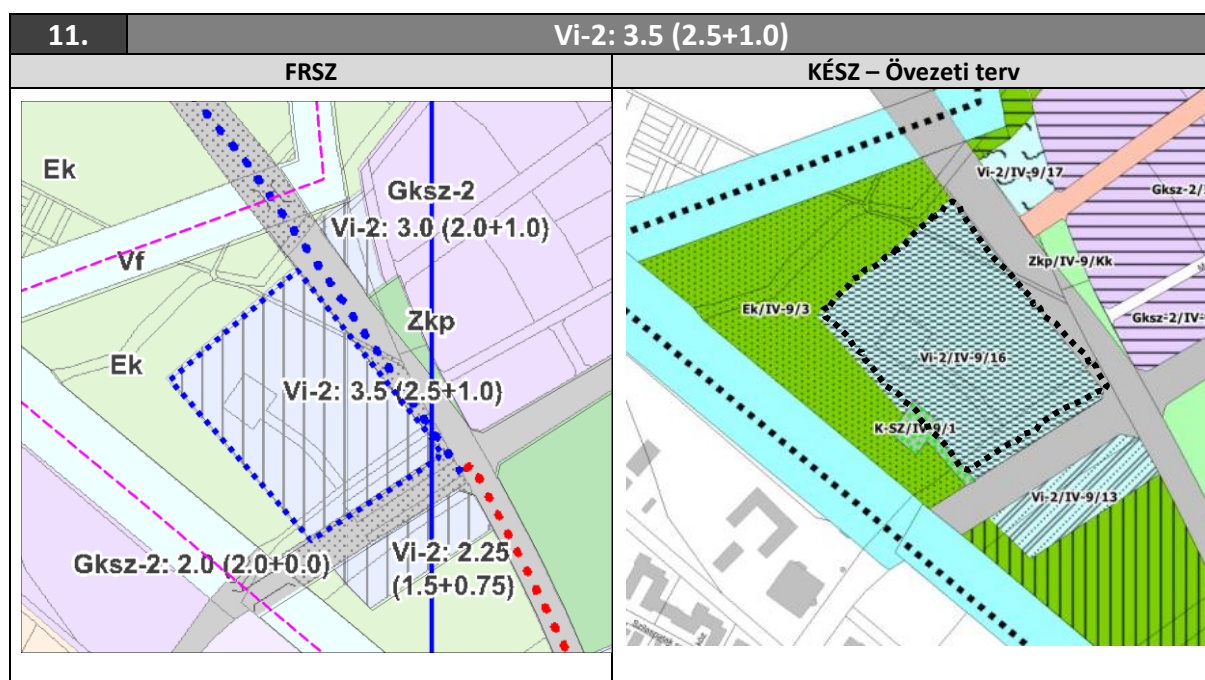 11.
Vi-2: 3.5 (2.5+1.0)
FRSZ
KÉSZ – Övezeti terv
Ek
Gksz-2
Vi-2: 3.0 (2.0+1.0)
Vf
Zkp
Ek
Vi-2: 3.5 (2.5+1.0)
Gksz-2: 2.0 (2.0+0.0)
Vi-2: 2.25
(1.5+0.75)
Vi-2/IV-9/17
Gksz-2/
Zkp/IV-9/Kk
Ek/IV-9/3
Gksz-2/IV-
Vi-2/IV-9/16
K-SZ/IV-9/1
Vi-2/IV-9/13